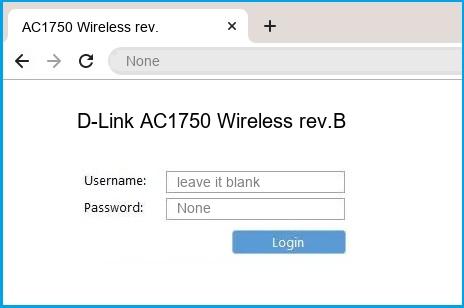 AC1750 Wireless rev.
None
D-Link AC1750 Wireless rev.B
Username: leave it blank
Password: None
Login